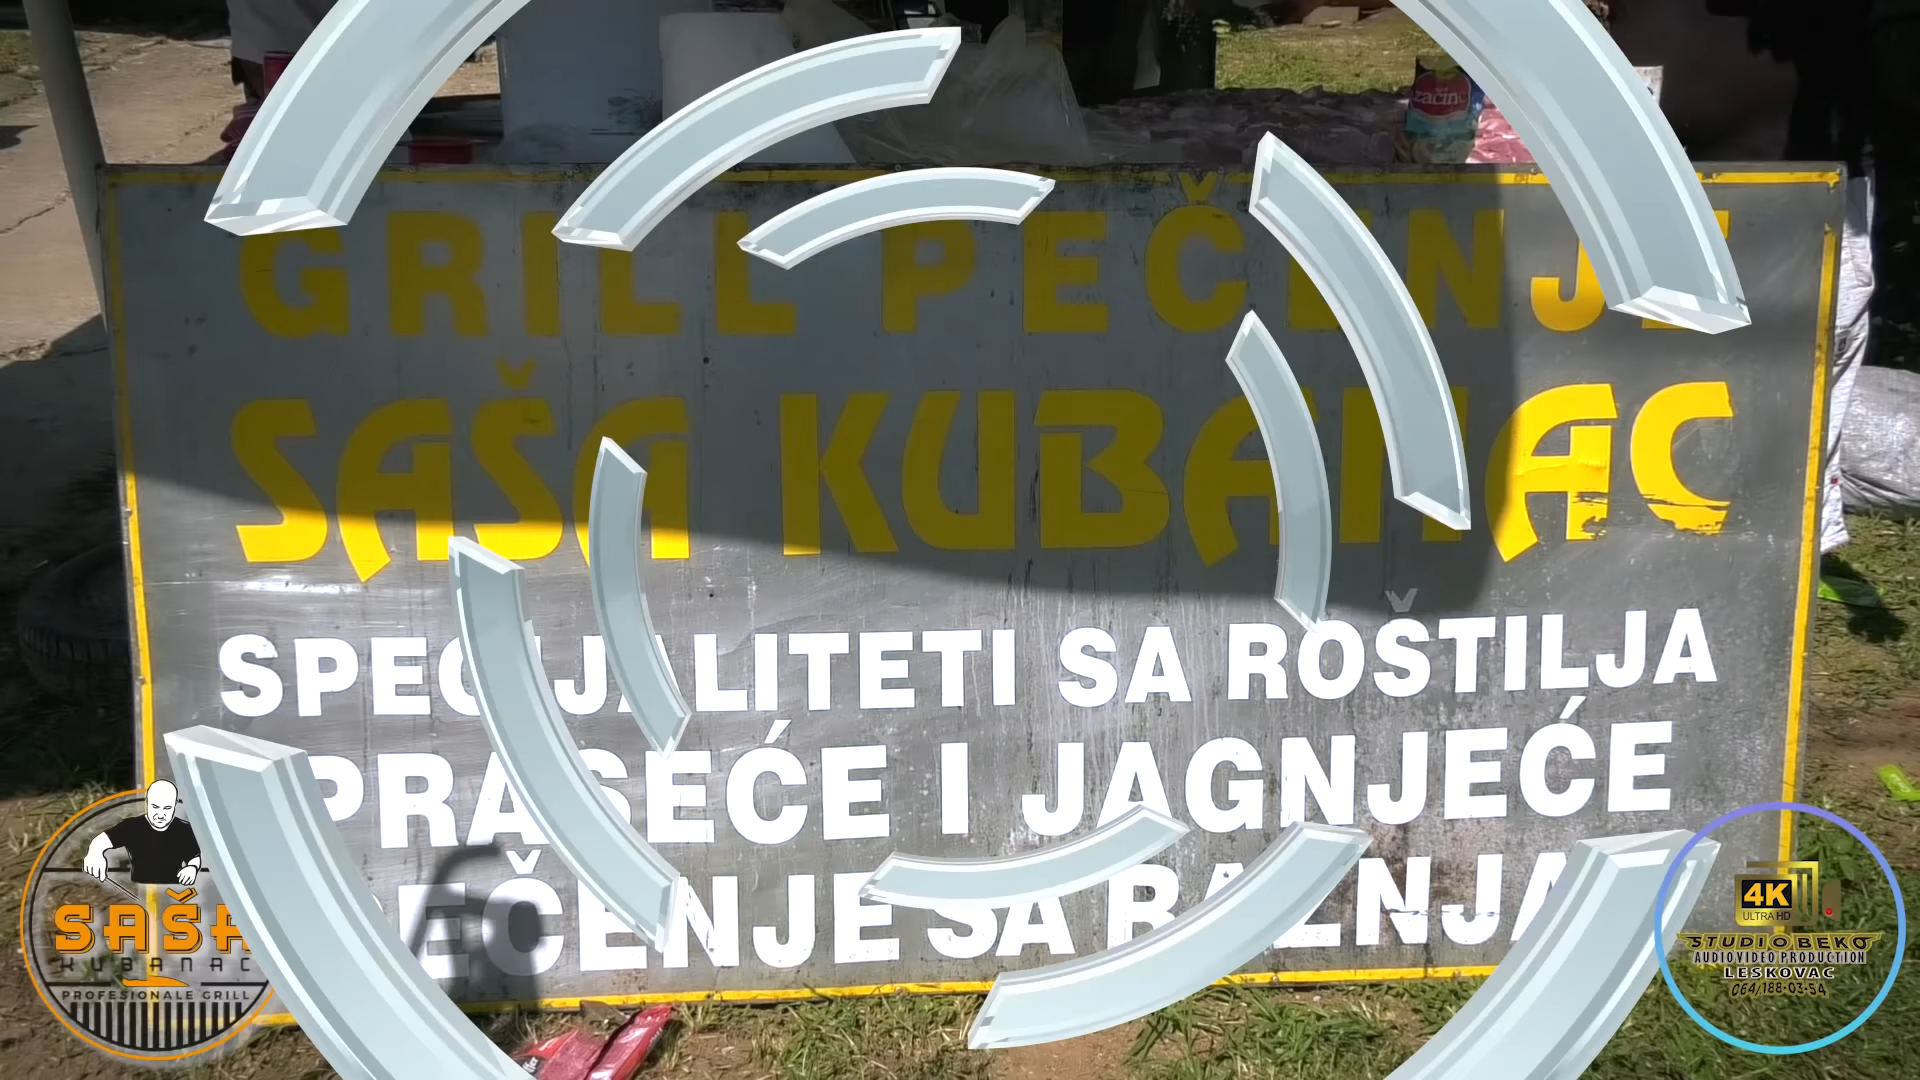 začin
GRILL PEČENJE
SAŠA KUBANAC
SPECIJALITETI SA ROŠTILJA
PRASEĆE I JAGNJEĆE
PEČENJE SA RAŽNJA
SAŠA
KUBANAC
PROFESIONALE GRILL
4K
ULTRA HD
STUDIO BEKO
AUDIO VIDEO PRODUCTION
LESKOVAC
064/188-03-54